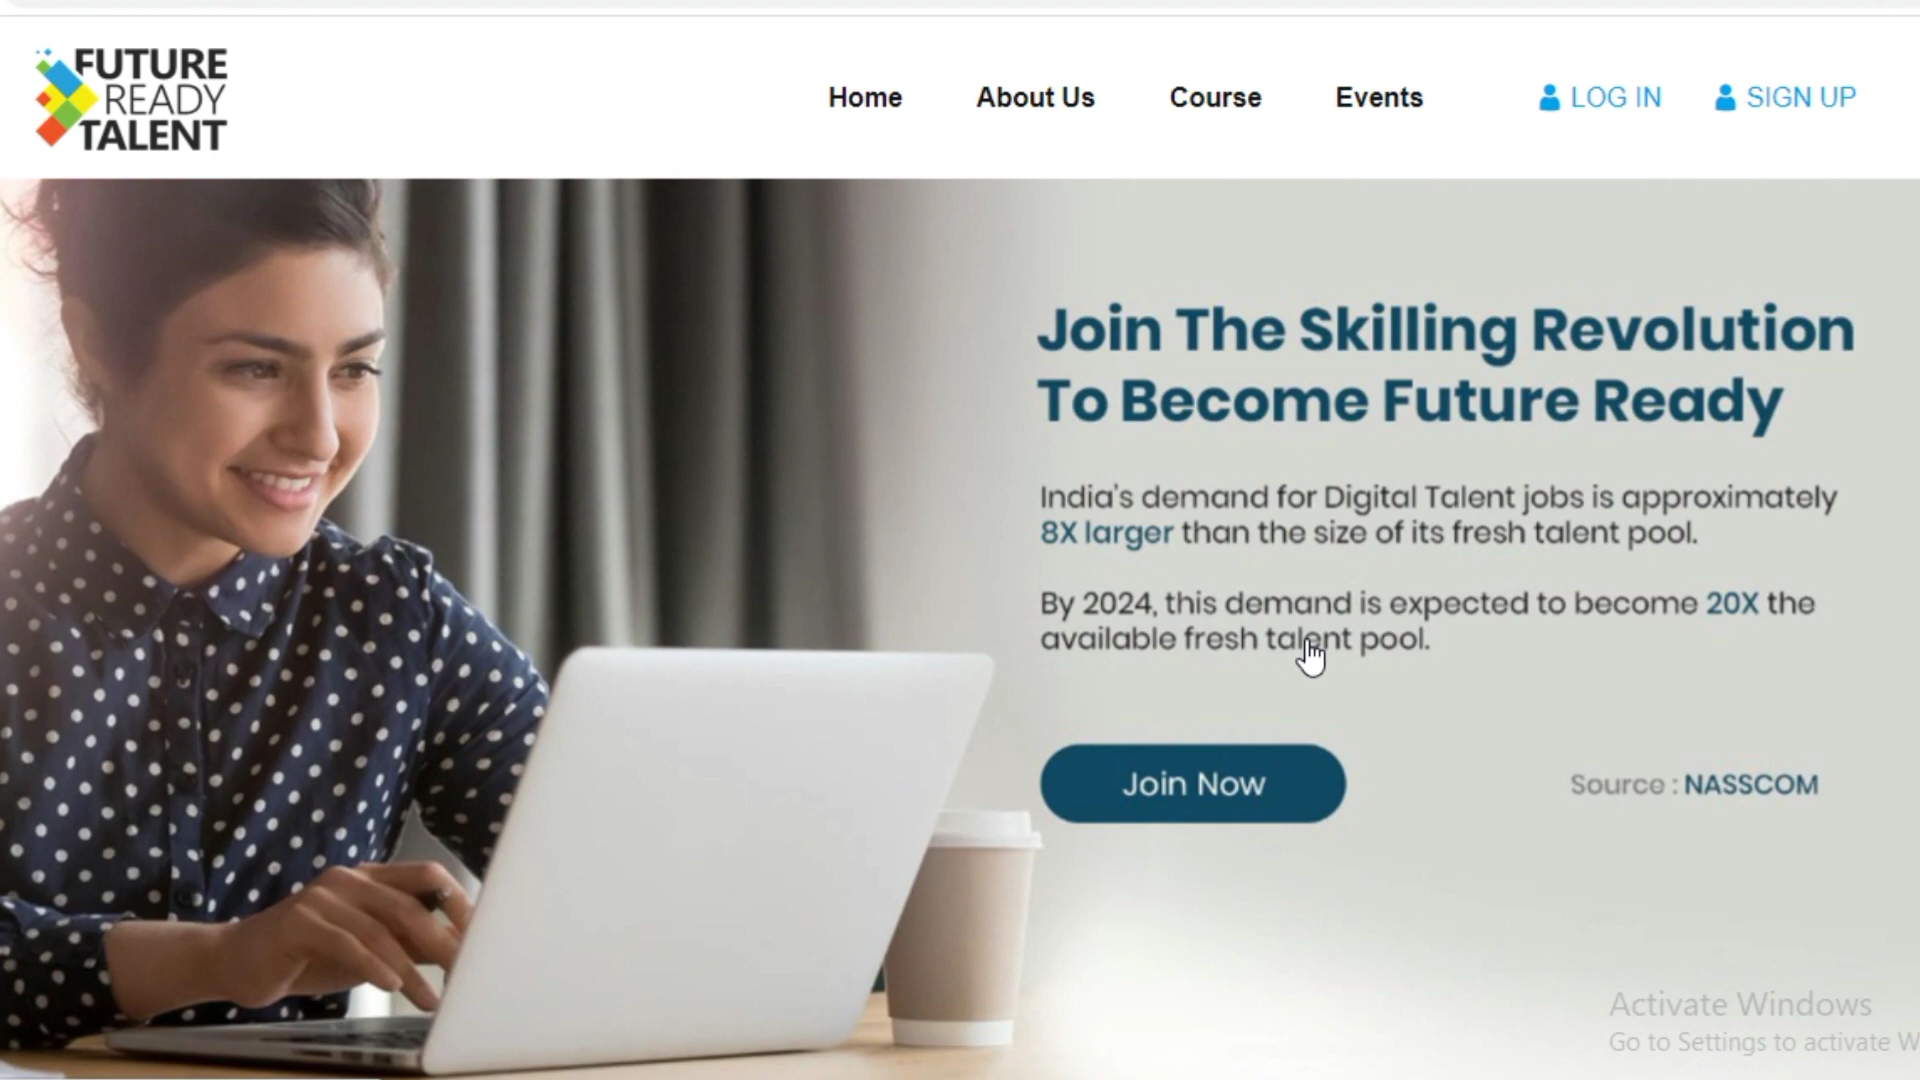 FUTURE
READY
TALENT
Home
About Us
Course
Events
LOG IN
SIGN UP
Join The Skilling Revolution
To Become Future Ready
India's demand for Digital Talent jobs is approximately
8X larger than the size of its fresh talent pool.
By 2024, this demand is expected to become 20X the
available fresh talent pool.
Join Now
Source : NASSCOM
Activate Windows
Go to Settings to activate W